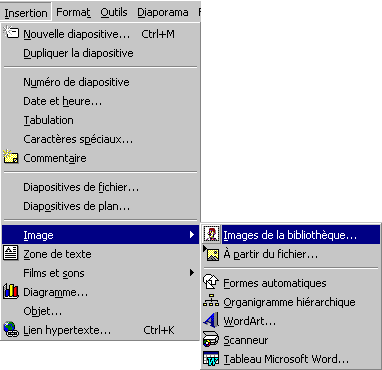 Insertion Format Outils Diaporama F
Nouvelle diapositive... Ctrl+M
Dupliquer la diapositive
Numéro de diapositive
Date et heure...
Tabulation
Caractères spéciaux...
Commentaire
Diapositives de fichier...
Diapositives de plan...
Image
Images de la bibliothèque...
Zone de texte
À partir du fichier...
Films et sons
Formes automatiques
Diagramme...
Organigramme hiérarchique
Objet...
WordArt...
Lien hypertexte... Ctrl+K
Scanneur
Tableau Microsoft Word...